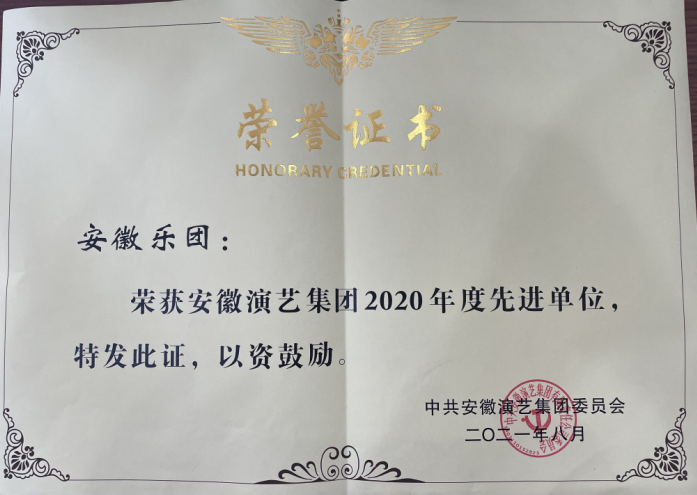 荣誉证书
HONORARY CREDENTIAL
安徽乐团：
荣获安徽演艺集团2020年度先进单位，
特发此证，以资鼓励。
中共安徽演艺集团委员会
二〇二一年八月